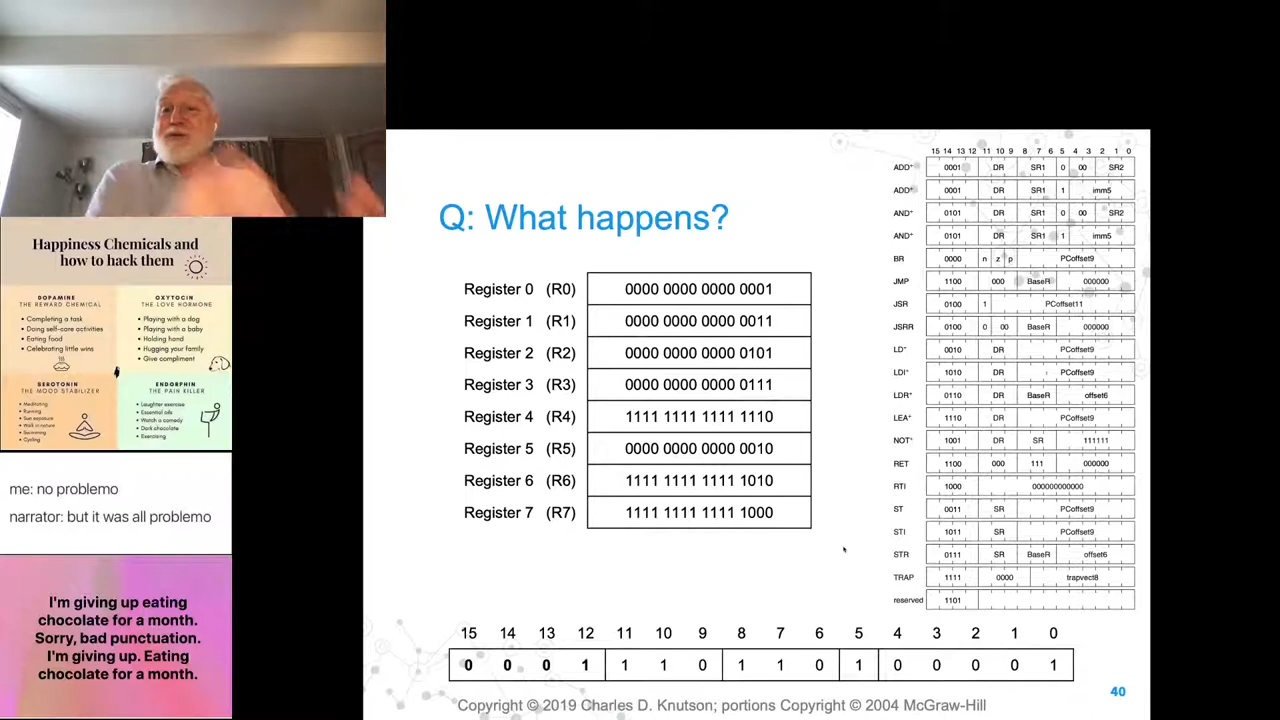 Happiness Chemicals and
how to hack them
DOPAMINE
THE REWARD CHEMICAL
• Completing a task
• Doing self-care activities
• Eating food
• Celebrating little wins
OXYTOCIN
THE LOVE HORMONE
• Playing with a dog
• Playing with a baby
• Holding hand
• Hugging your family
• Give compliment
SEROTONIN
THE MOOD STABILIZER
• Meditating
• Running
• Sun exposure
• Walk in nature
• Swimming
• Cycling
ENDORPHIN
THE PAIN KILLER
• Laughter exercise
• Essential oils
• Watch a comedy
• Dark chocolate
• Exercising
me: no problemo
narrator: but it was all problemo
I'm giving up eating
chocolate for a month.
Sorry, bad punctuation.
I'm giving up. Eating
chocolate for a month.
Q: What happens?
Register 0 (R0) 0000 0000 0000 0001
Register 1 (R1) 0000 0000 0000 0011
Register 2 (R2) 0000 0000 0000 0101
Register 3 (R3) 0000 0000 0000 0111
Register 4 (R4) 1111 1111 1111 1110
Register 5 (R5) 0000 0000 0000 0010
Register 6 (R6) 1111 1111 1111 1010
Register 7 (R7) 1111 1111 1111 1000
15 14 13 12 11 10 9 8 7 6 5 4 3 2 1 0
ADD+ 0001 DR SR1 0 00 SR2
ADD+ 0001 DR SR1 1 imm5
AND+ 0101 DR SR1 0 00 SR2
AND+ 0101 DR SR1 1 imm5
BR 0000 n z p PCoffset9
JMP 1100 000 BaseR 000000
JSR 0100 1 PCoffset11
JSRR 0100 0 00 BaseR 000000
LD+ 0010 DR PCoffset9
LDI+ 1010 DR PCoffset9
LDR+ 0110 DR BaseR offset6
LEA+ 1110 DR PCoffset9
NOT+ 1001 DR SR 111111
RET 1100 000 111 000000
RTI 1000 000000000000
ST 0011 SR PCoffset9
STI 1011 SR PCoffset9
STR 0111 SR BaseR offset6
TRAP 1111 0000 trapvect8
reserved 1101
15 14 13 12 11 10 9 8 7 6 5 4 3 2 1 0
0 0 0 1 1 1 0 1 1 0 1 0 0 0 0 1
40
Copyright © 2019 Charles D. Knutson; portions Copyright © 2004 McGraw-Hill